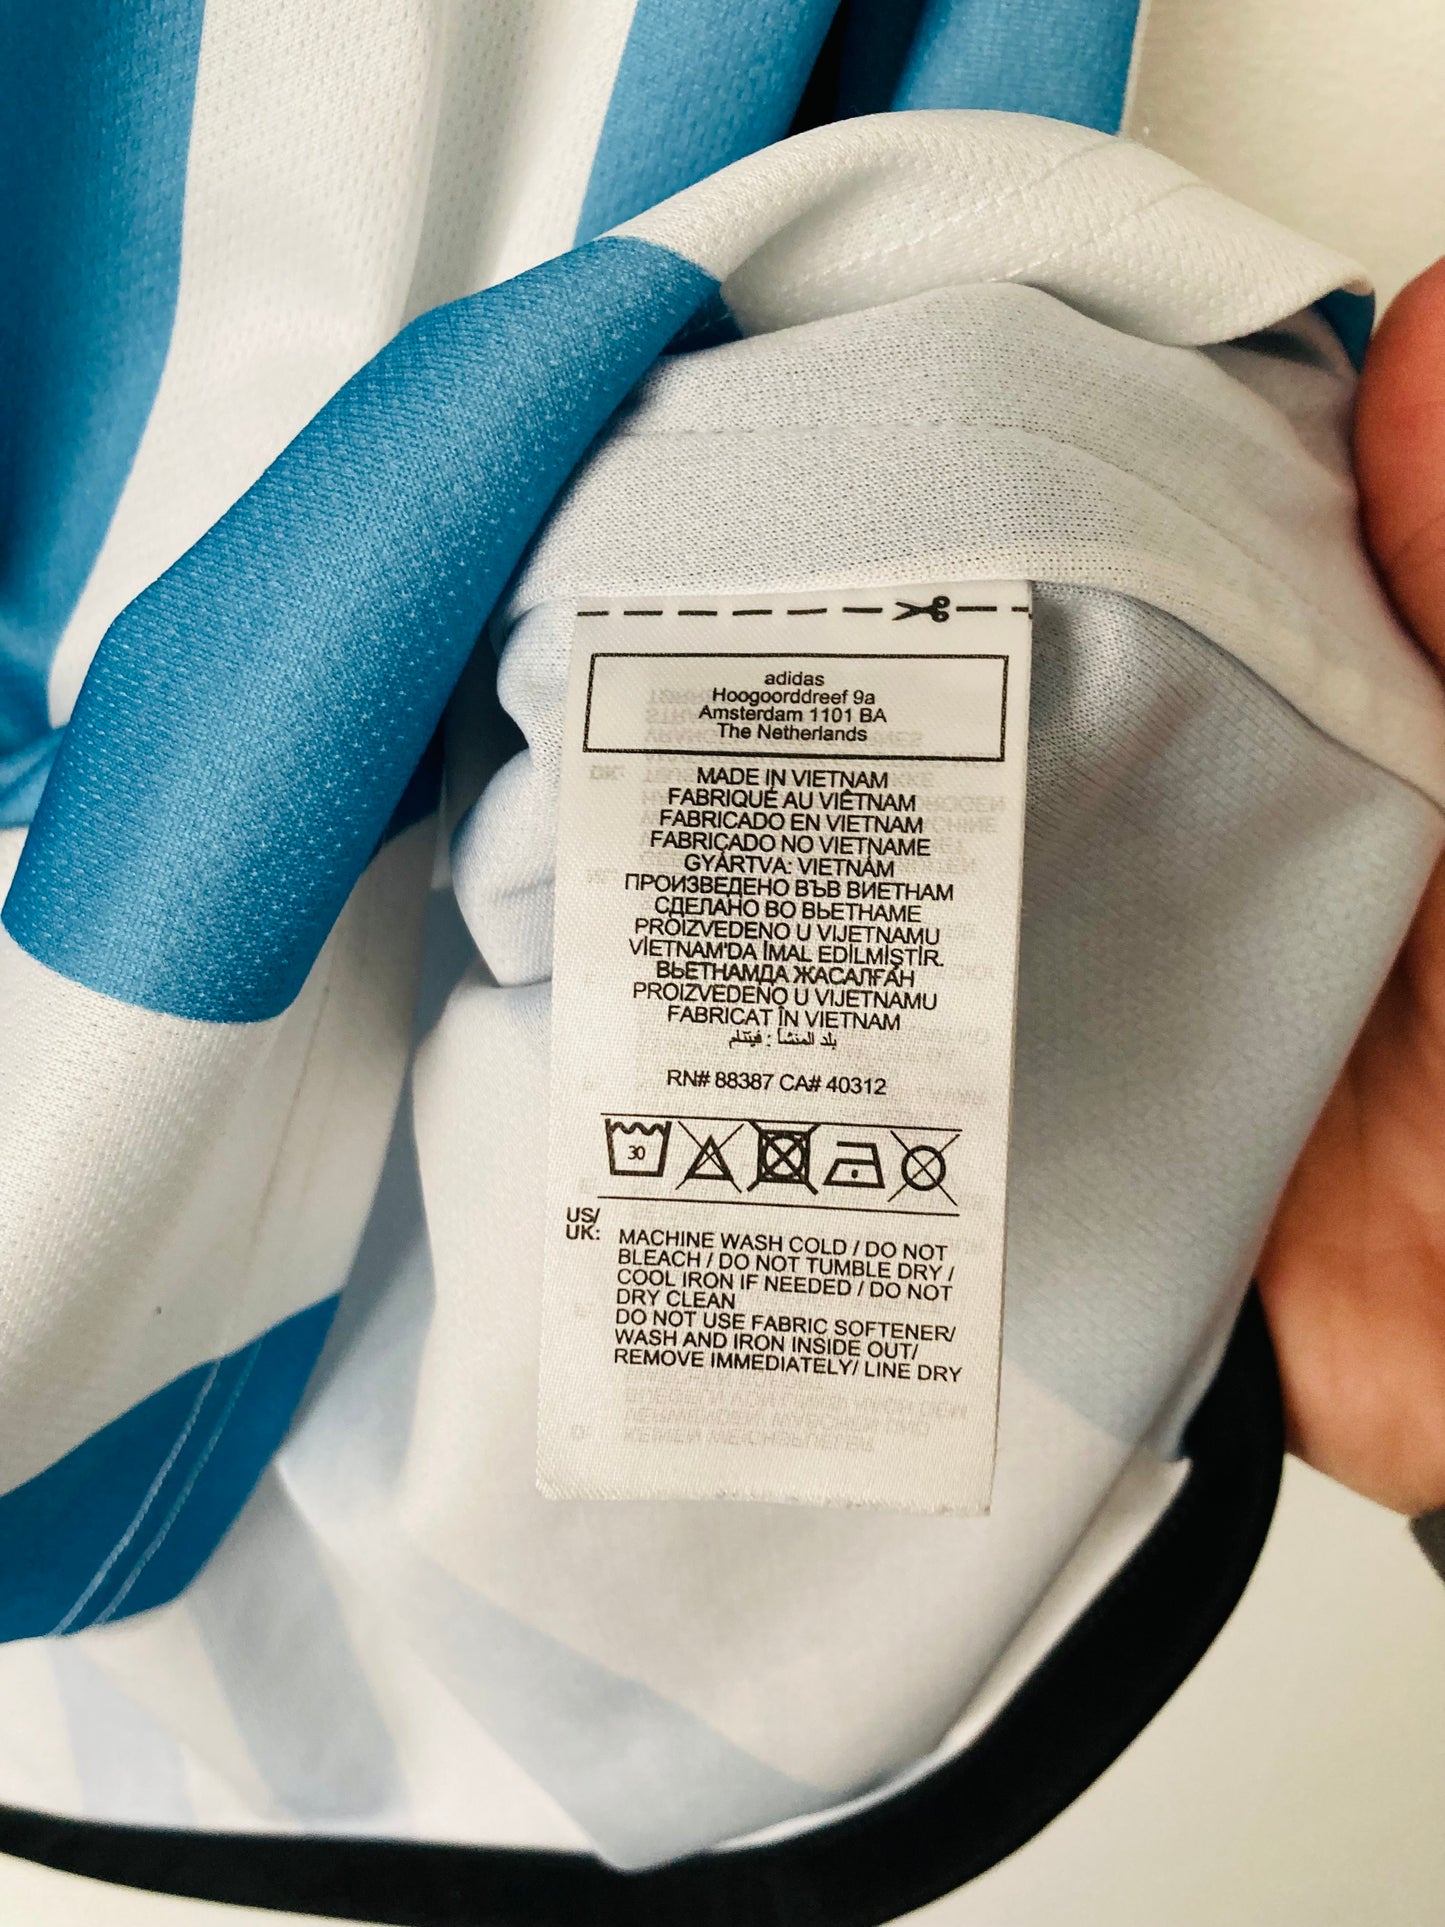 adidas
Hoogoorddreef 9a
Amsterdam 1101 BA
The Netherlands
MADE IN VIETNAM
FABRIQUÉ AU VIÊTNAM
FABRICADO EN VIETNAM
FABRICADO NO VIETNAME
GYÁRTVA: VIETNÁM
ПРОИЗВЕДЕНО ВЪВ ВИЕТНАМ
СДЕЛАНО ВО ВЬЕТНАМЕ
PROIZVEDENO U VIJETNAMU
VİETNAM'DA İMAL EDİLMİŞTİR.
ВЬЕТНАМДА ЖАСАЛҒАН
PROIZVEDENO U VIJETNAMU
FABRICAT ÎN VIETNAM
بلد المنشأ : فيتنام
RN# 88387 CA# 40312
30
US/
UK:
MACHINE WASH COLD / DO NOT
BLEACH / DO NOT TUMBLE DRY /
COOL IRON IF NEEDED / DO NOT
DRY CLEAN
DO NOT USE FABRIC SOFTENER/
WASH AND IRON INSIDE OUT/
REMOVE IMMEDIATELY/ LINE DRY